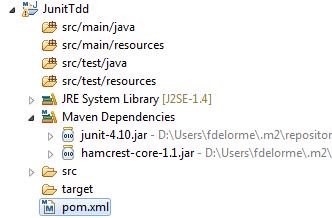 JunitTdd
src/main/java
src/main/resources
src/test/java
src/test/resources
JRE System Library [J2SE-1.4]
Maven Dependencies
junit-4.10.jar - D:\Users\fdelorme\.m2\repositor
hamcrest-core-1.1.jar - D:\Users\fdelorme\.m2\
src
target
pom.xml